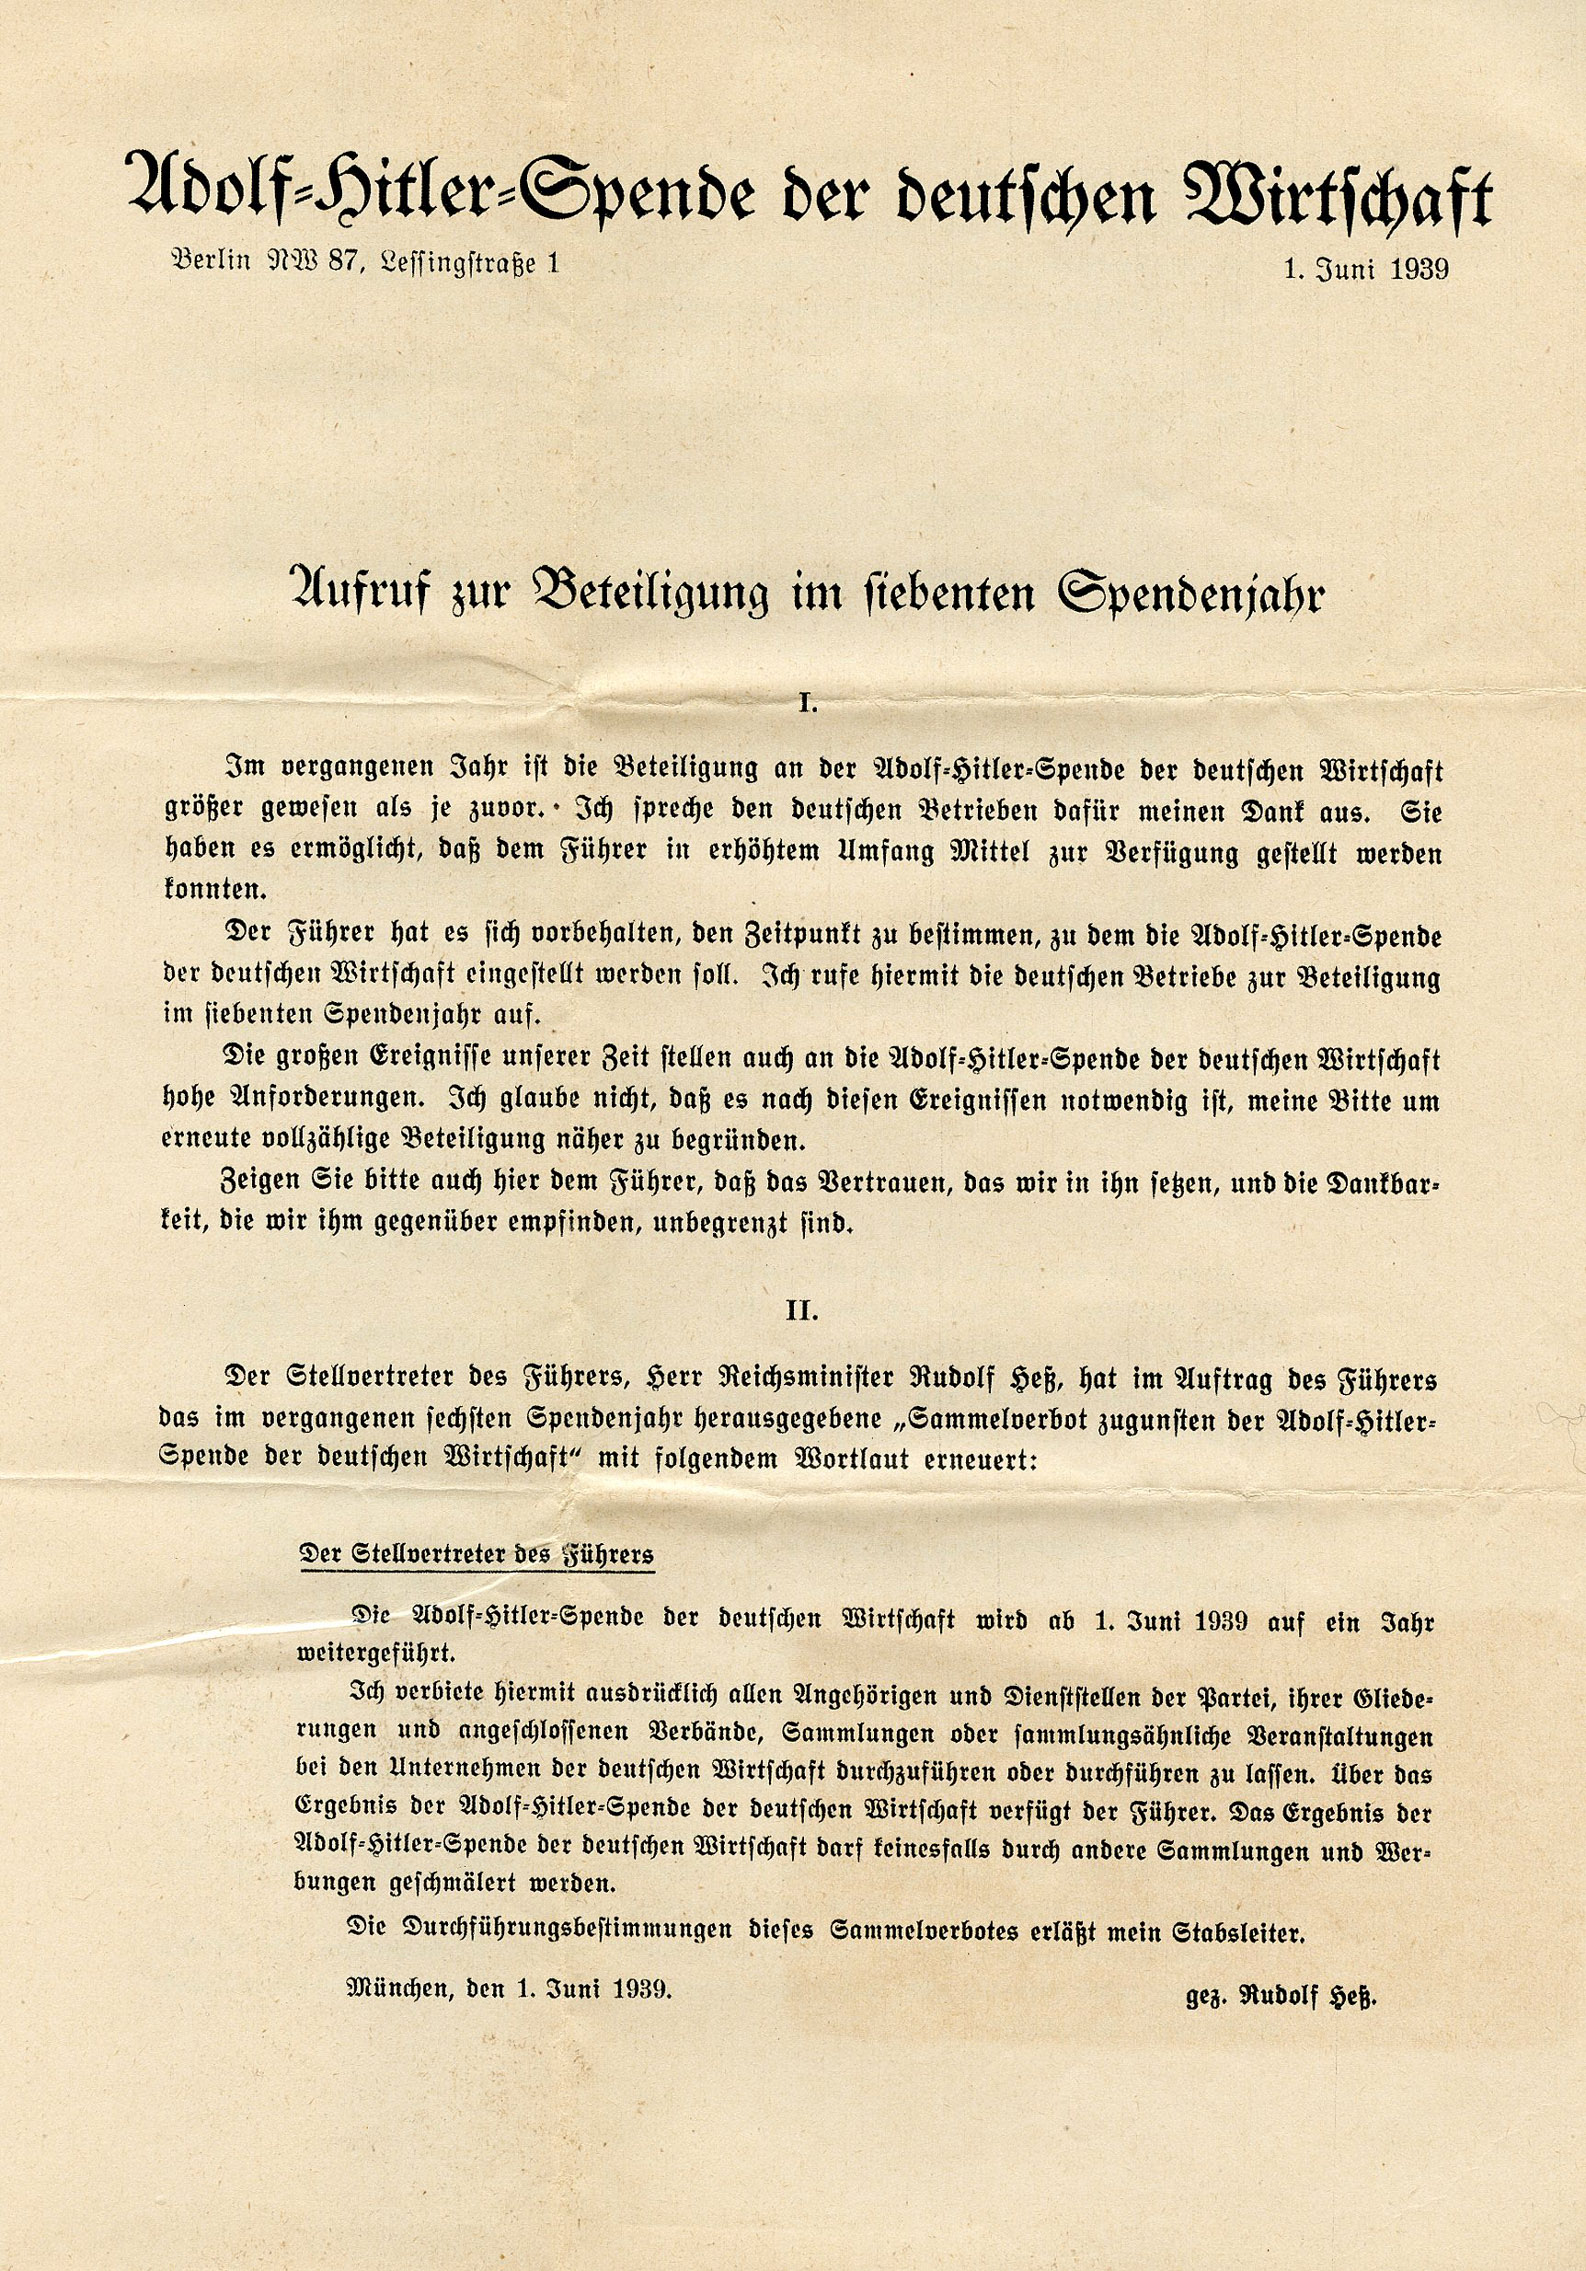 Adolf-Hitler-Spende der deutschen Wirtschaft
Berlin NW 87, Lessingstraße 1
1. Juni 1939
Aufruf zur Beteiligung im siebenten Spendenjahr
I.
Im vergangenen Jahr ist die Beteiligung an der Adolf-Hitler-Spende der deutschen Wirtschaft
größer gewesen als je zuvor. Ich spreche den deutschen Betrieben dafür meinen Dank aus. Sie
haben es ermöglicht, daß dem Führer in erhöhtem Umfang Mittel zur Verfügung gestellt werden
konnten.
Der Führer hat es sich vorbehalten, den Zeitpunkt zu bestimmen, zu dem die Adolf-Hitler-Spende
der deutschen Wirtschaft eingestellt werden soll. Ich rufe hiermit die deutschen Betriebe zur Beteiligung
im siebenten Spendenjahr auf.
Die großen Ereignisse unserer Zeit stellen auch an die Adolf-Hitler-Spende der deutschen Wirtschaft
hohe Anforderungen. Ich glaube nicht, daß es nach diesen Ereignissen notwendig ist, meine Bitte um
erneute vollzählige Beteiligung näher zu begründen.
Zeigen Sie bitte auch hier dem Führer, daß das Vertrauen, das wir in ihn setzen, und die Dankbar-
keit, die wir ihm gegenüber empfinden, unbegrenzt sind.
II.
Der Stellvertreter des Führers, Herr Reichsminister Rudolf Heß, hat im Auftrag des Führers
das im vergangenen sechsten Spendenjahr herausgegebene „Sammelverbot zugunsten der Adolf-Hitler-
Spende der deutschen Wirtschaft“ mit folgendem Wortlaut erneuert:
Der Stellvertreter des Führers
Die Adolf-Hitler-Spende der deutschen Wirtschaft wird ab 1. Juni 1939 auf ein Jahr
weitergeführt.
Ich verbiete hiermit ausdrücklich allen Angehörigen und Dienststellen der Partei, ihrer Gliede-
rungen und angeschlossenen Verbände, Sammlungen oder sammlungsähnliche Veranstaltungen
bei den Unternehmen der deutschen Wirtschaft durchzuführen oder durchführen zu lassen. Über das
Ergebnis der Adolf-Hitler-Spende der deutschen Wirtschaft verfügt der Führer. Das Ergebnis der
Adolf-Hitler-Spende der deutschen Wirtschaft darf keinesfalls durch andere Sammlungen und Wer-
bungen geschmälert werden.
Die Durchführungsbestimmungen dieses Sammelverbotes erläßt mein Stabsleiter.
München, den 1. Juni 1939.
gez. Rudolf Heß.